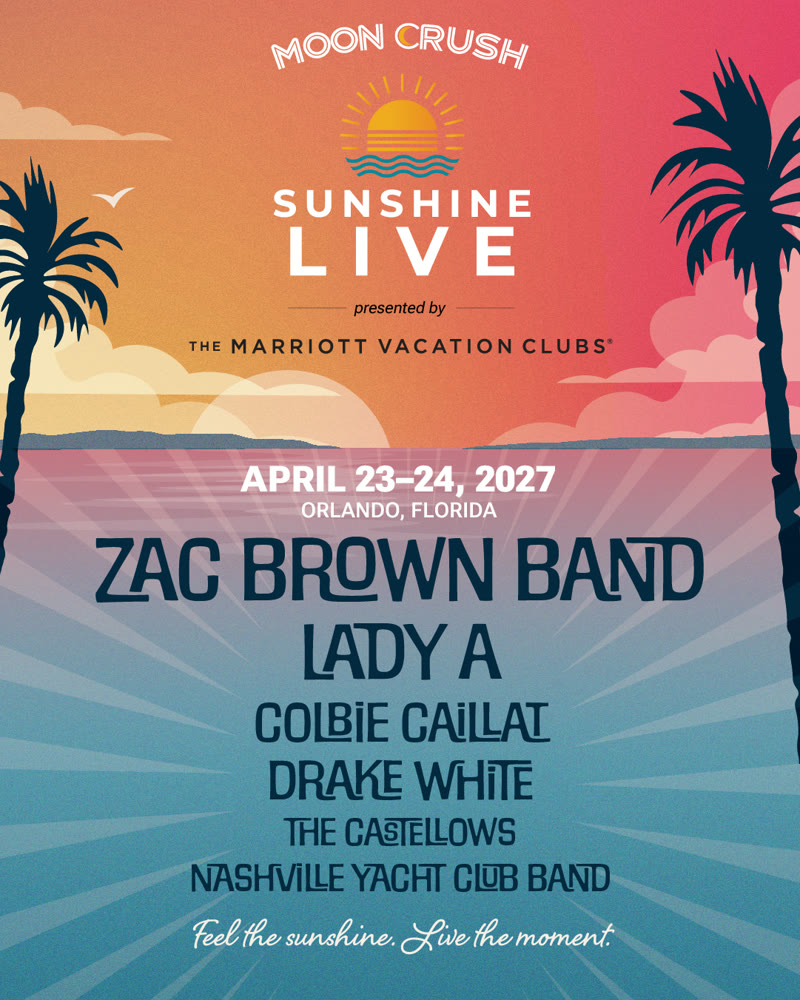 MOON CRUSH
SUNSHINE
LIVE
presented by
THE MARRIOTT VACATION CLUBS®
APRIL 23–24, 2027
ORLANDO, FLORIDA
ZAC BROWN BAND
LADY A
COLBiE CAiLLAT
DRAKE WHiTE
THE CASTELLOWS
NASHVILLE YACHT CLUB BAND
Feel the sunshine. Live the moment.